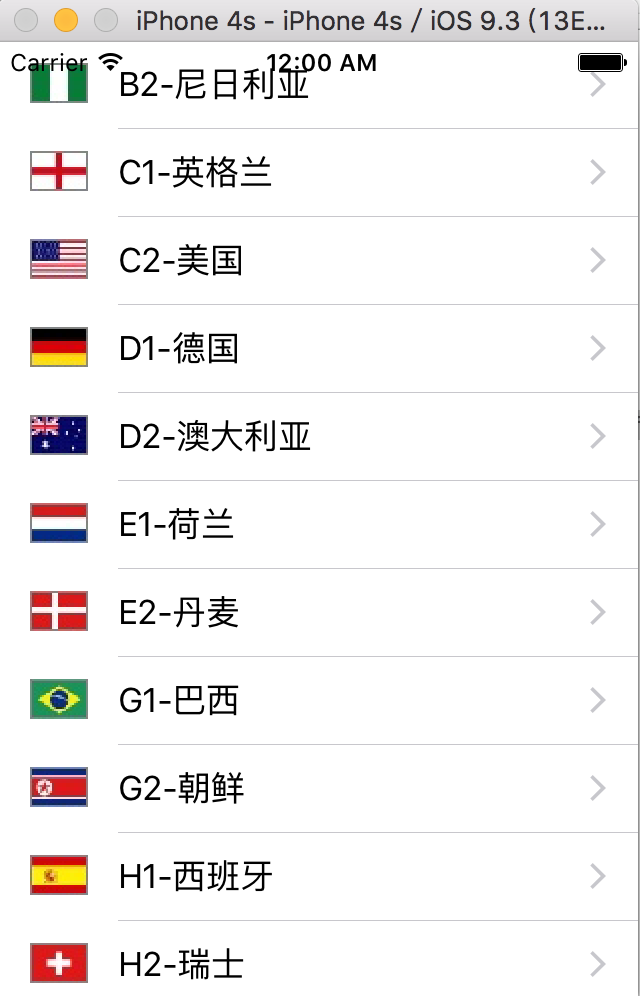 iPhone 4s - iPhone 4s / iOS 9.3 (13E...
Carrier 12:00 AM
B2-尼日利亚
C1-英格兰
C2-美国
D1-德国
D2-澳大利亚
E1-荷兰
E2-丹麦
G1-巴西
G2-朝鲜
H1-西班牙
H2-瑞士